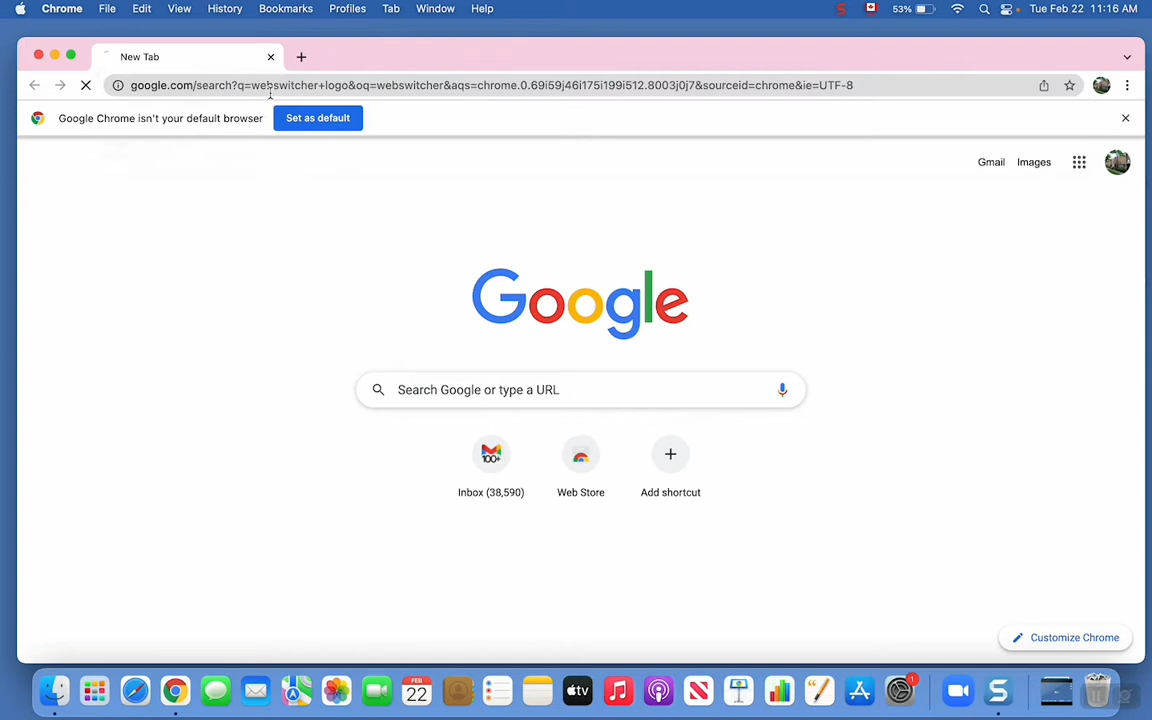 Chrome File Edit View History Bookmarks Profiles Tab Window Help 53% Tue Feb 22 11:16 AM
New Tab
google.com/search?q=webswitcher+logo&oq=webswitcher&aqs=chrome.0.69i59j46i175i199i512.8003j0j7&sourceid=chrome&ie=UTF-8
Google Chrome isn't your default browser Set as default
Gmail Images
Google
Search Google or type a URL
100+
Inbox (38,590) Web Store Add shortcut
Customize Chrome
FEB
22
tv
1